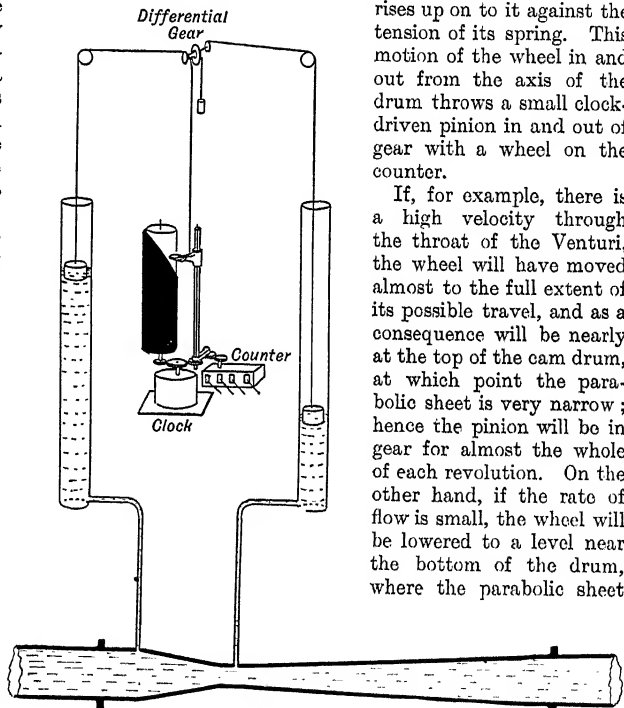 Differential
Gear
Counter
Clock
rises up on to it against the
tension of its spring. This
motion of the wheel in and
out from the axis of the
drum throws a small clock-
driven pinion in and out of
gear with a wheel on the
counter.
If, for example, there is
a high velocity through
the throat of the Venturi,
the wheel will have moved
almost to the full extent of
its possible travel, and as a
consequence will be nearly
at the top of the cam drum,
at which point the para-
bolic sheet is very narrow ;
hence the pinion will be in
gear for almost the whole
of each revolution. On the
other hand, if the rate of
flow is small, the wheel will
be lowered to a level near
the bottom of the drum,
where the parabolic sheet